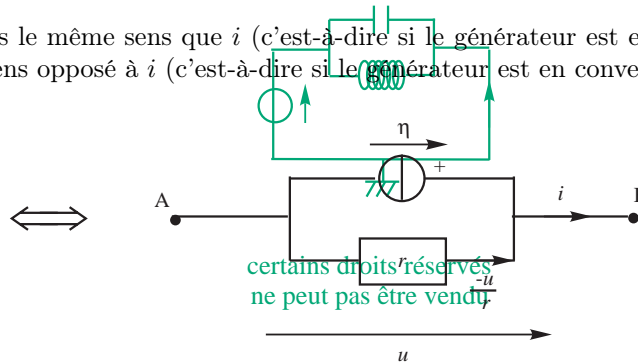 s le même sens que i (c'est-à-dire si le générateur est e
ens opposé à i (c'est-à-dire si le générateur est en conve
η
+
A
i
r
-u
r
certains droits réservés
ne peut pas être vendu
u